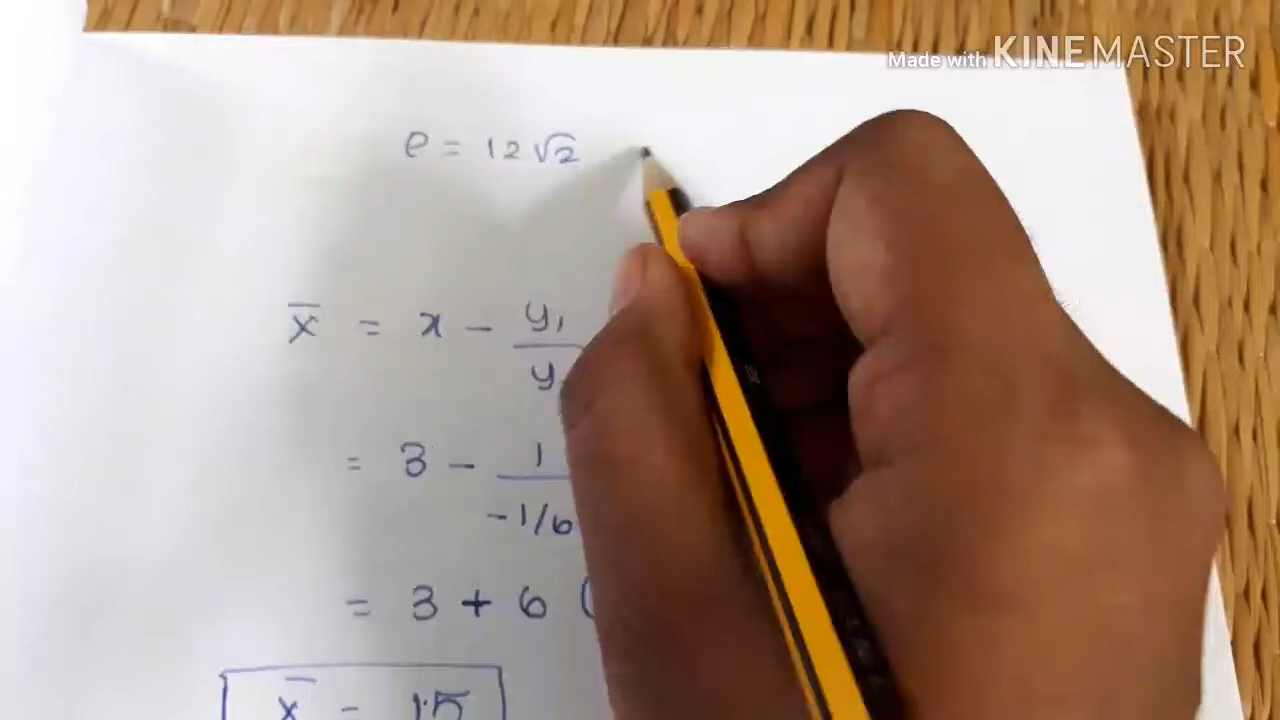 Made with KINEMASTER
ρ = 12√2
x̄ = x - y₁ / y
= 3 - 1 / -1/6
= 3 + 6 (
x̄ = 15